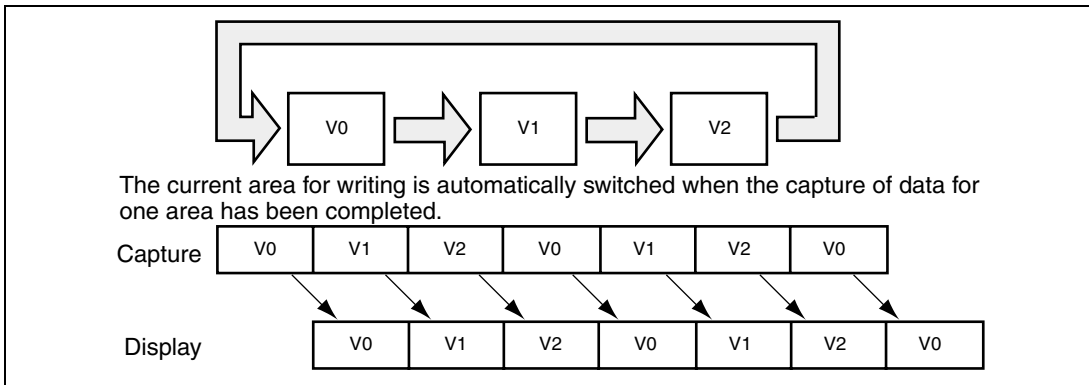 V0 V1 V2
The current area for writing is automatically switched when the capture of data for
one area has been completed.
Capture V0 V1 V2 V0 V1 V2 V0
Display V0 V1 V2 V0 V1 V2 V0